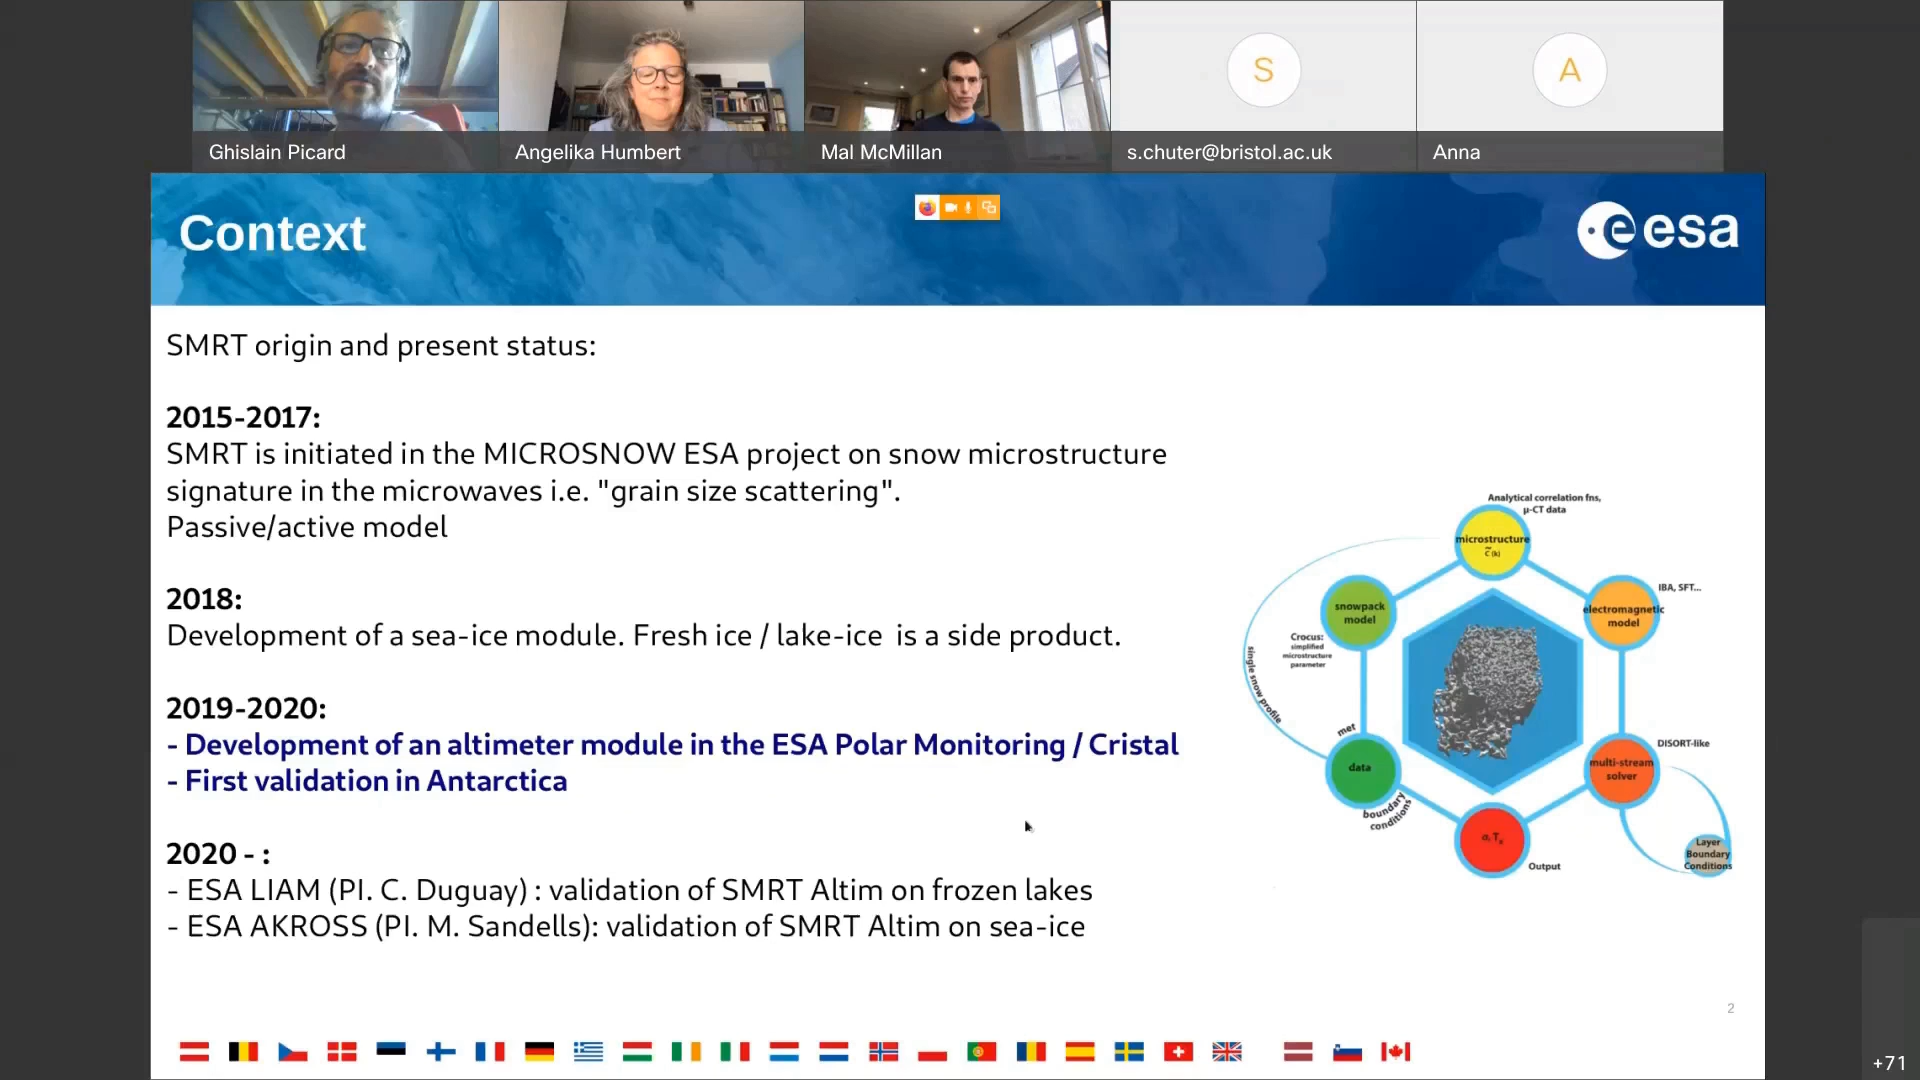 S
A
Ghislain Picard
Angelika Humbert
Mal McMillan
s.chuter@bristol.ac.uk
Anna
Context
esa
SMRT origin and present status:
2015-2017:
SMRT is initiated in the MICROSNOW ESA project on snow microstructure
signature in the microwaves i.e. "grain size scattering".
Passive/active model
2018:
Development of a sea-ice module. Fresh ice / lake-ice is a side product.
2019-2020:
- Development of an altimeter module in the ESA Polar Monitoring / Cristal
- First validation in Antarctica
2020 - :
- ESA LIAM (PI. C. Duguay) : validation of SMRT Altim on frozen lakes
- ESA AKROSS (PI. M. Sandells): validation of SMRT Altim on sea-ice
Analytical correlation fns,
μ-CT data
microstructure
C̃ (k)
IBA, SFT...
electromagnetic
model
snowpack
model
Crocus:
simplified
microstructure
parameter
single snow profile
met
data
boundary
conditions
DISORT-like
multi-stream
solver
Layer
Boundary
Conditions
Output
2
+71